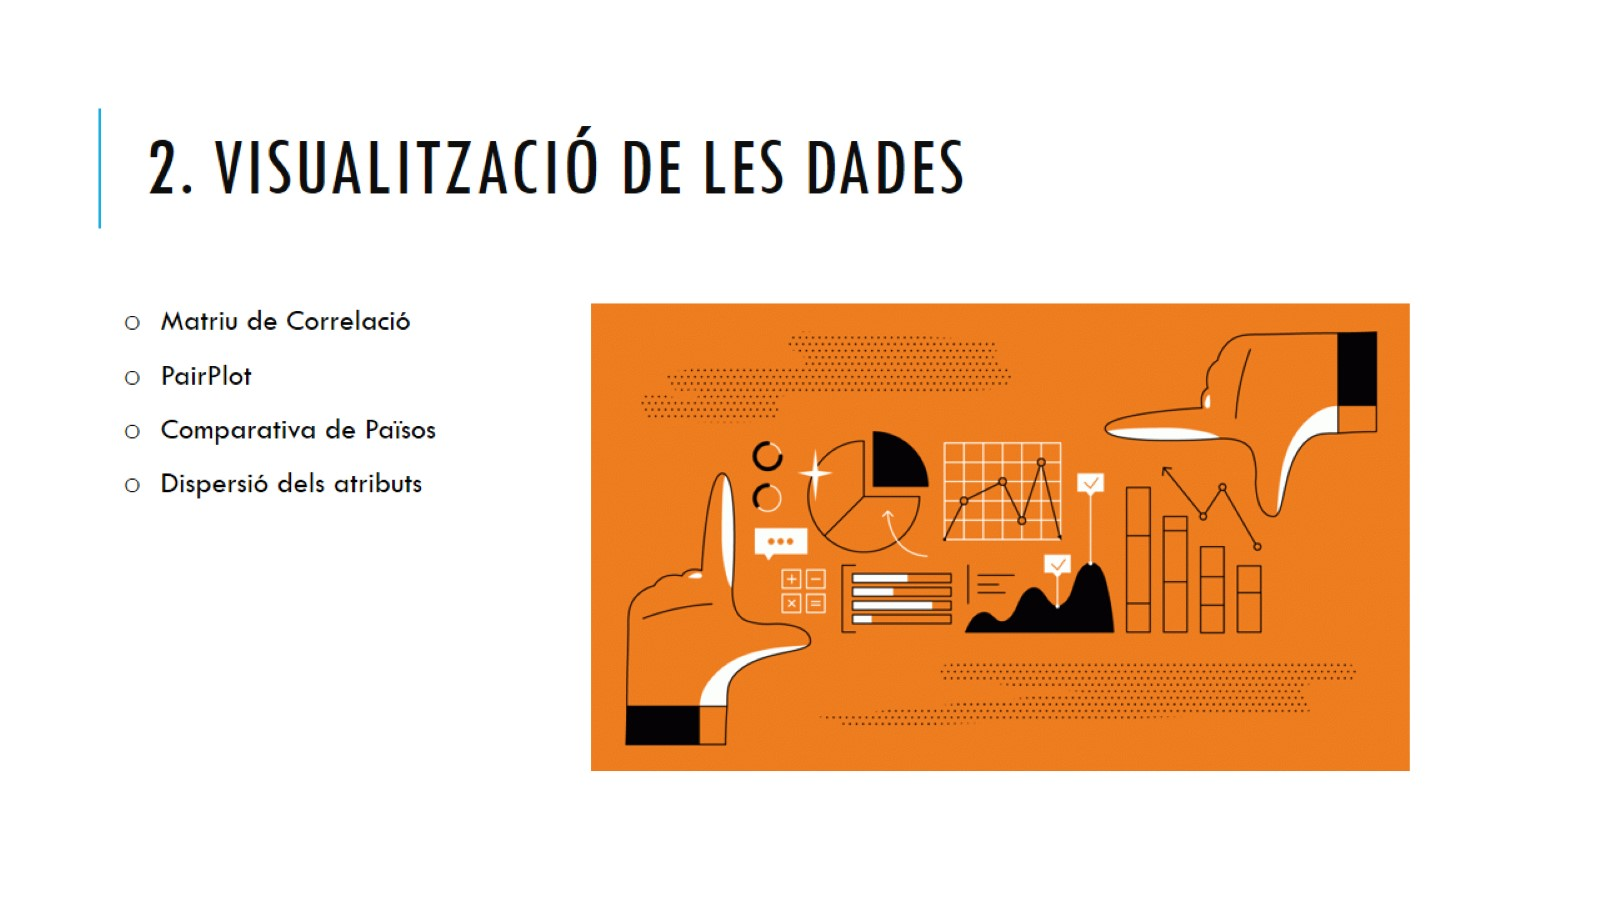 2. VISUALITZACIÓ DE LES DADES
o Matriu de Correlació
o PairPlot
o Comparativa de Països
o Dispersió dels atributs